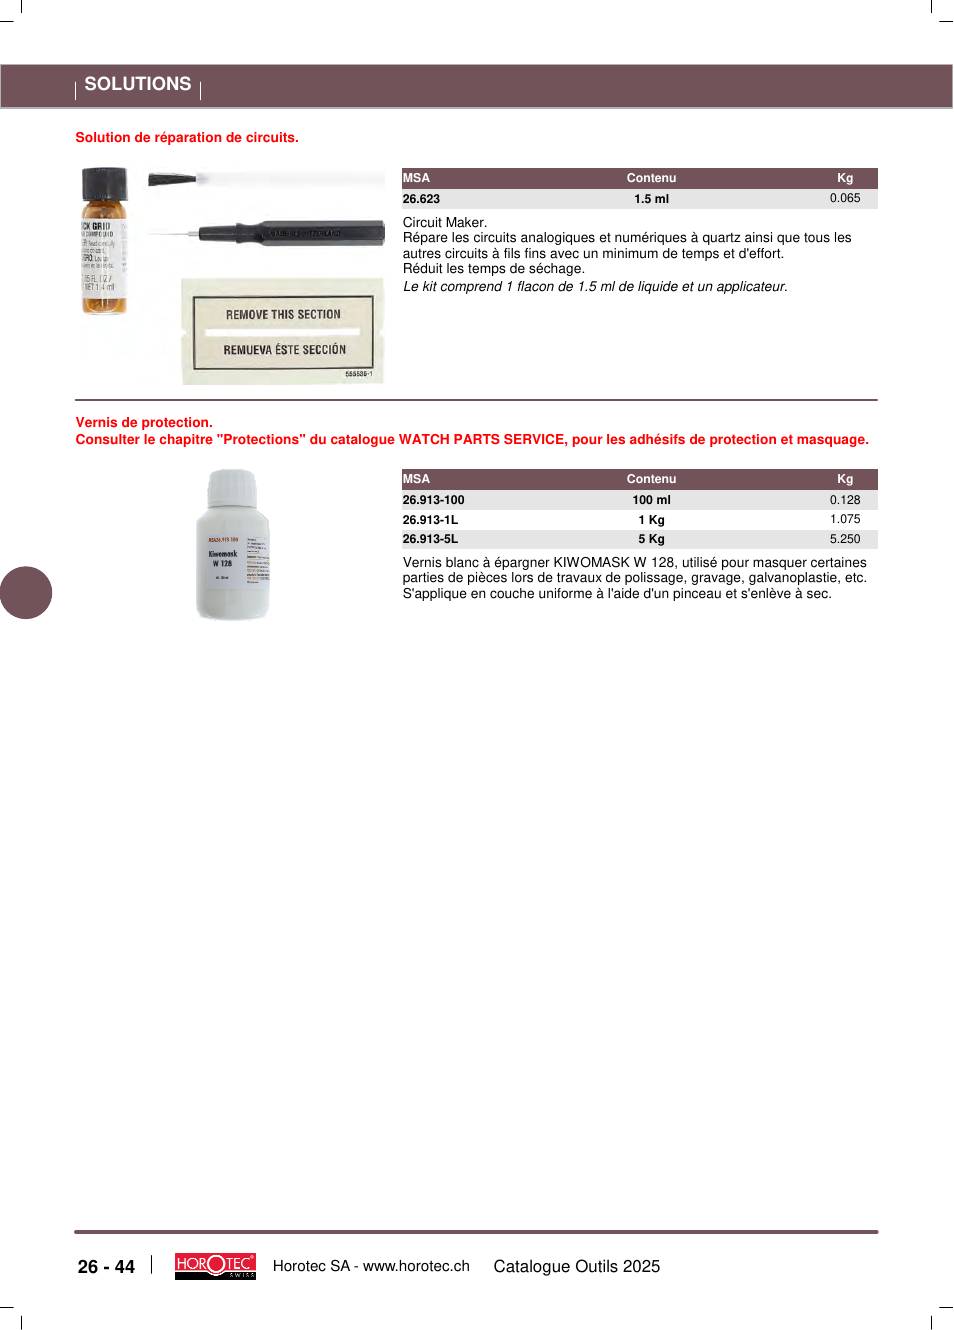 SOLUTIONS
Solution de réparation de circuits.
CK GRID
COMPOUND
REMOVE THIS SECTION
REMUEVA ÉSTE SECCIÓN
555535-1
MSA Contenu Kg
26.623 1.5 ml 0.065
Circuit Maker.
Répare les circuits analogiques et numériques à quartz ainsi que tous les
autres circuits à fils fins avec un minimum de temps et d'effort.
Réduit les temps de séchage.
Le kit comprend 1 flacon de 1.5 ml de liquide et un applicateur.
Vernis de protection.
Consulter le chapitre "Protections" du catalogue WATCH PARTS SERVICE, pour les adhésifs de protection et masquage.
MSA26.913-100
Kiwomask
W 128
MSA Contenu Kg
26.913-100 100 ml 0.128
26.913-1L 1 Kg 1.075
26.913-5L 5 Kg 5.250
Vernis blanc à épargner KIWOMASK W 128, utilisé pour masquer certaines
parties de pièces lors de travaux de polissage, gravage, galvanoplastie, etc.
S'applique en couche uniforme à l'aide d'un pinceau et s'enlève à sec.
26 - 44
HOROTEC®
SWISS
Horotec SA - www.horotec.ch
Catalogue Outils 2025